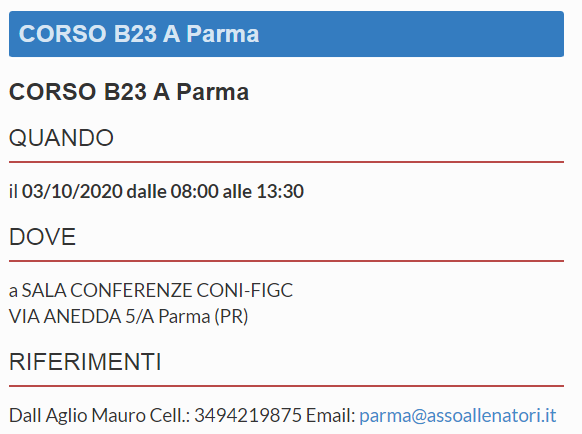 CORSO B23 A Parma
CORSO B23 A Parma
QUANDO
il 03/10/2020 dalle 08:00 alle 13:30
DOVE
a SALA CONFERENZE CONI-FIGC
VIA ANEDDA 5/A Parma (PR)
RIFERIMENTI
Dall Aglio Mauro Cell.: 3494219875 Email: parma@assoallenatori.it